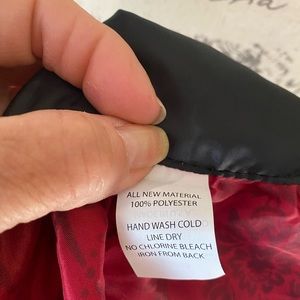 ALL NEW MATERIAL
100% POLYESTER
HAND WASH COLD
LINE DRY
NO CHLORINE BLEACH
IRON FROM BACK